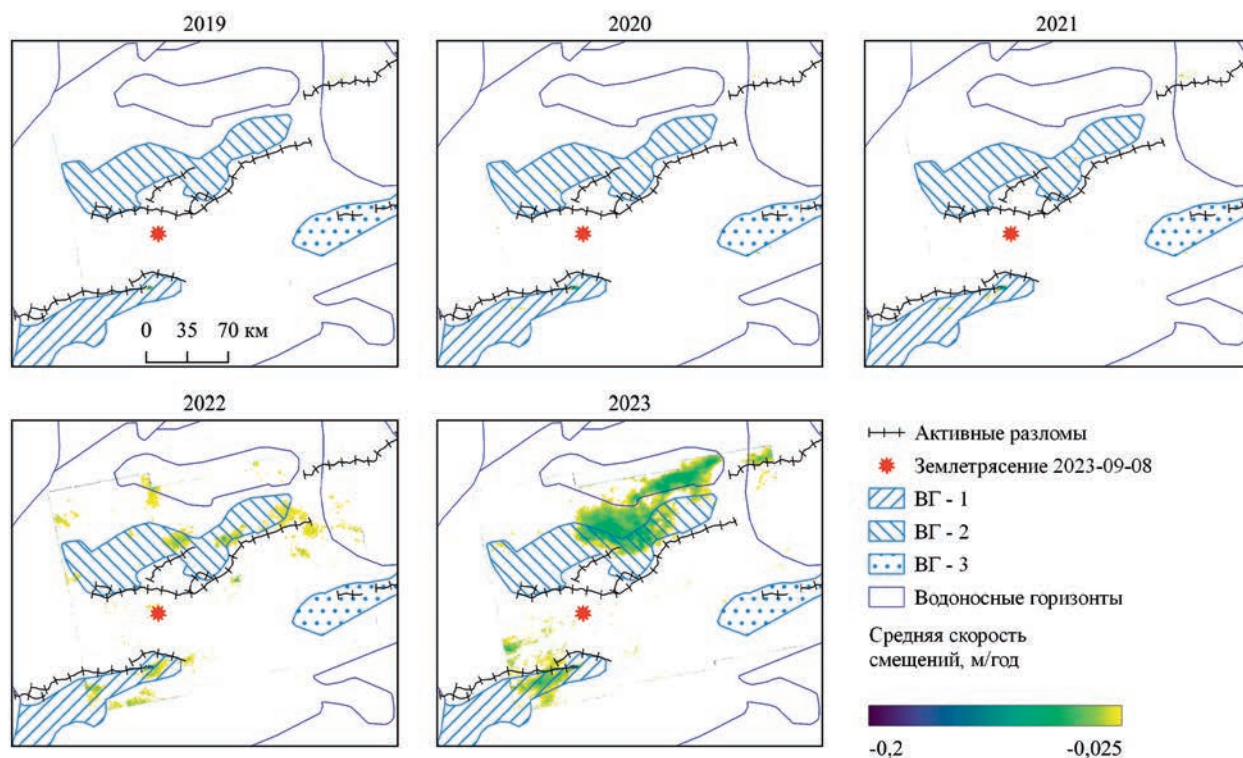 2019
2020
2021
0 35 70 км
2022
2023
Активные разломы
Землетрясение 2023-09-08
ВГ - 1
ВГ - 2
ВГ - 3
Водоносные горизонты
Средняя скорость
смещений, м/год
-0,2 -0,025